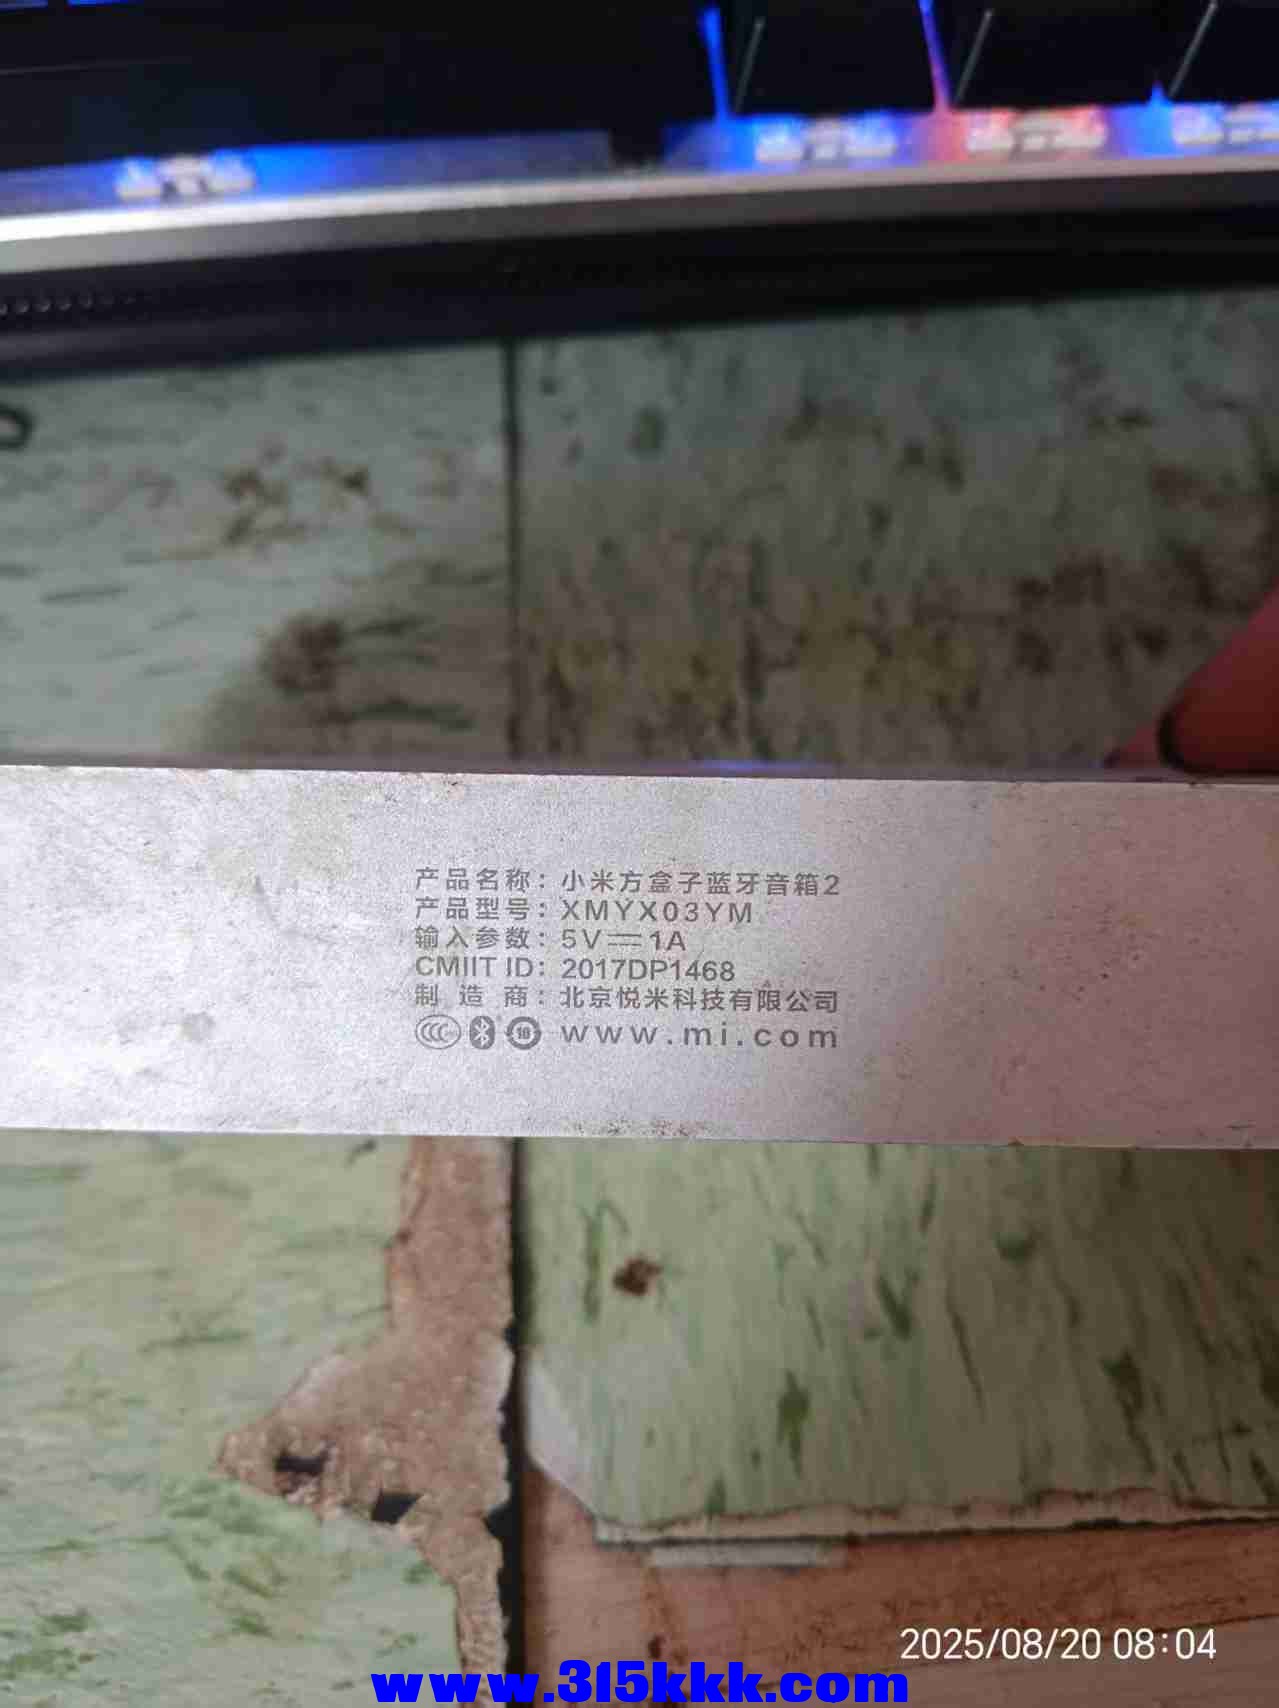 产品名称：小米方盒子蓝牙音箱2
产品型号：XMYX03YM
输入参数：5V⎓1A
CMIIT ID：2017DP1468
制 造 商：北京悦米科技有限公司
CCC 10 www.mi.com
2025/08/20 08:04
www.315kkk.com